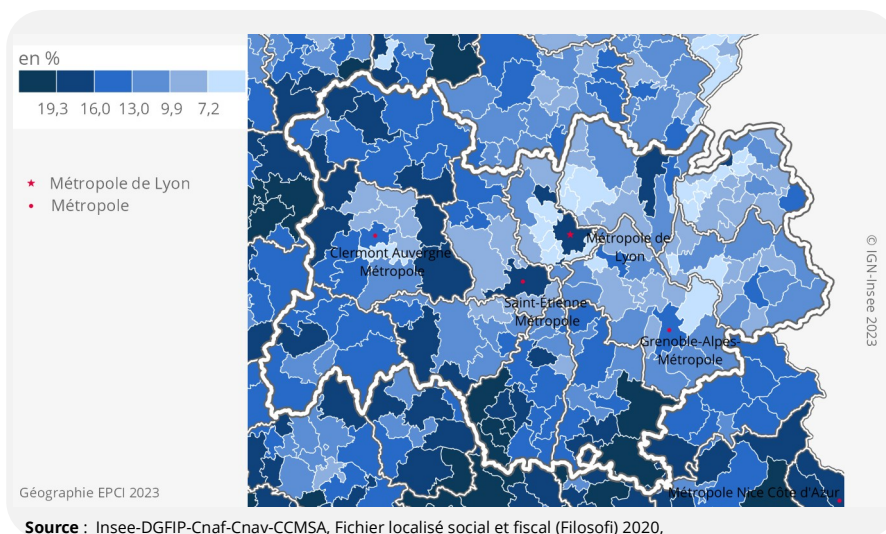 en %
19,3 16,0 13,0 9,9 7,2
Métropole de Lyon
Métropole
Métropole de
Lyon
Clermont Auvergne
Métropole
Saint-Etienne
Métropole
Grenoble-Alpes-
Métropole
Métropole Nice Côte d'Azur
© IGN-Insee 2023
Géographie EPCI 2023
Source : Insee-DGFIP-Cnaf-Cnav-CCMSA, Fichier localisé social et fiscal (Filosofi) 2020,